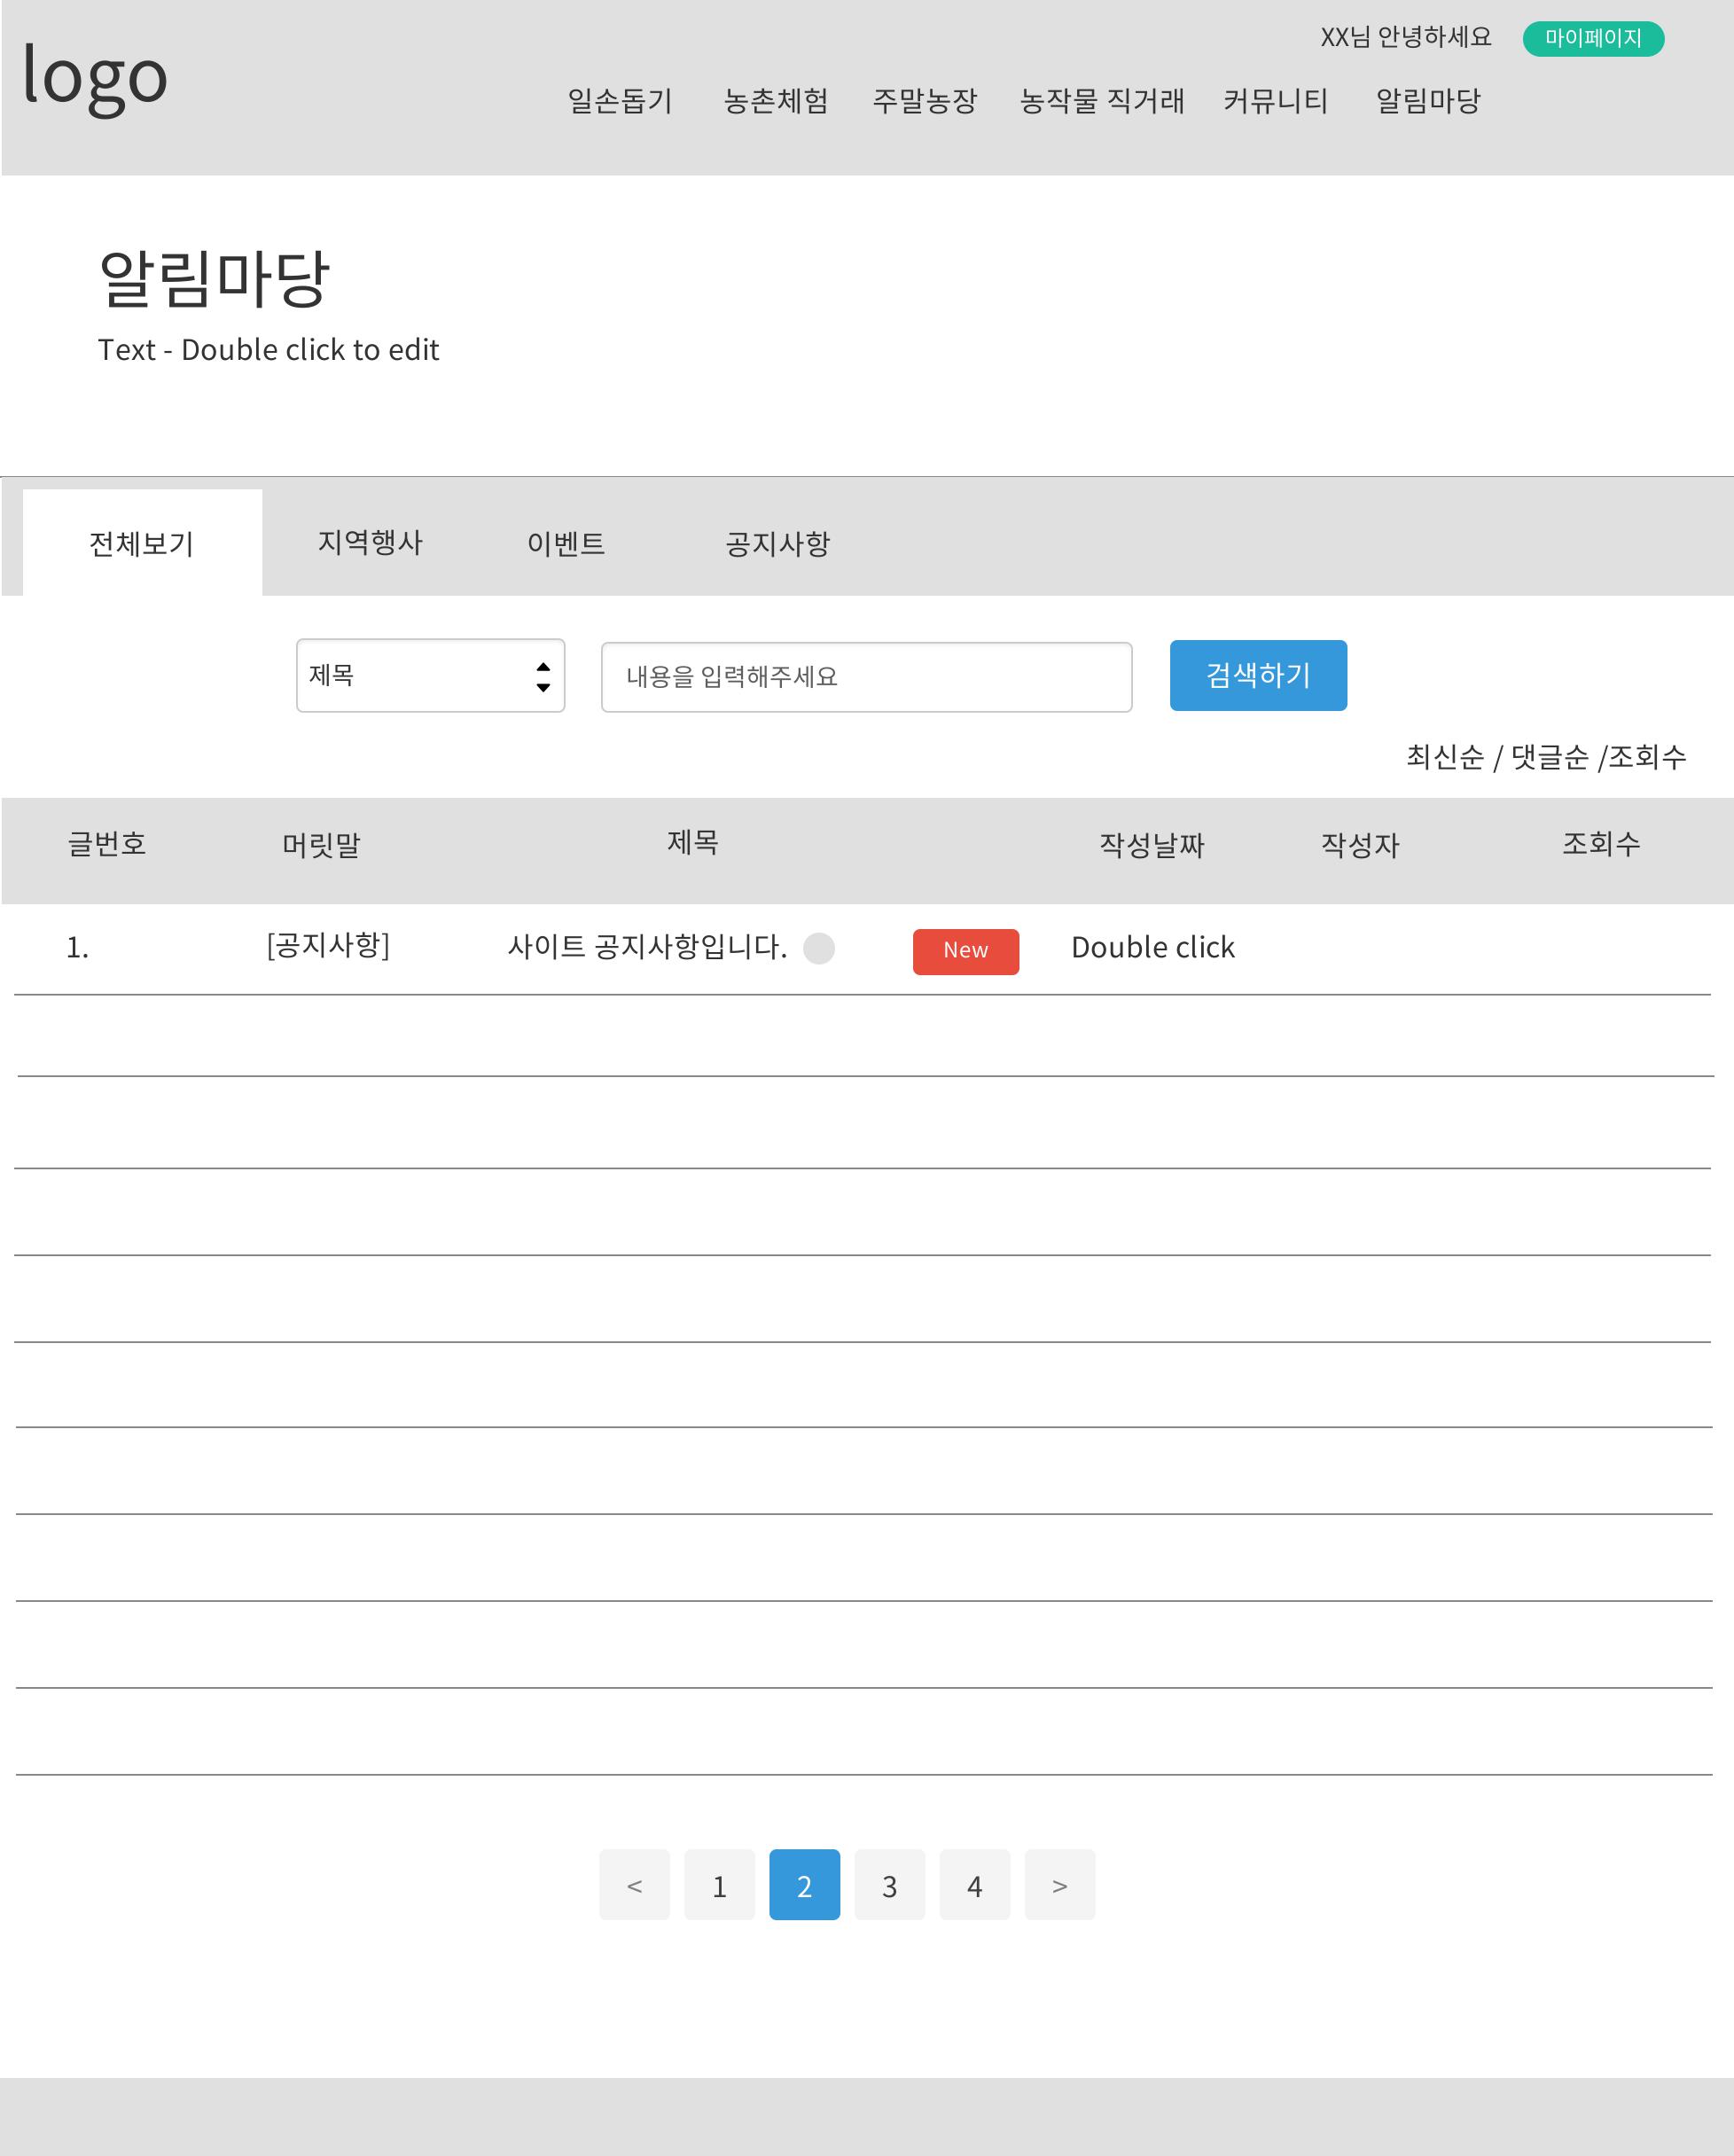 logo
XX님 안녕하세요 마이페이지
일손돕기 농촌체험 주말농장 농작물 직거래 커뮤니티 알림마당
알림마당
Text - Double click to edit
전체보기 지역행사 이벤트 공지사항
제목 내용을 입력해주세요 검색하기
최신순 / 댓글순 /조회수
글번호 머릿말 제목 작성날짜 작성자 조회수
1. [공지사항] 사이트 공지사항입니다. New Double click
< 1 2 3 4 >